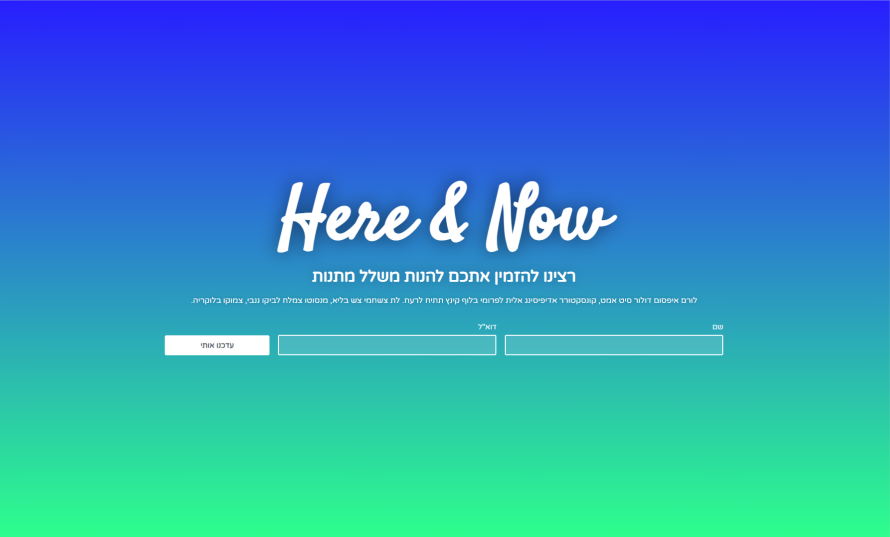 Here & Now
רצינו להזמין אתכם להנות משלל מתנות
לורם איפסום דולור סיט אמט, קונסקטורר אדיפיסינג אלית לפרומי בלוף קינץ תתיח לרעח. לת צשחמי צש בליא, מנסוטו צמלח לביקו ננבי, צמוקו בלוקריה.
שם
דוא"ל
עדכנו אותי